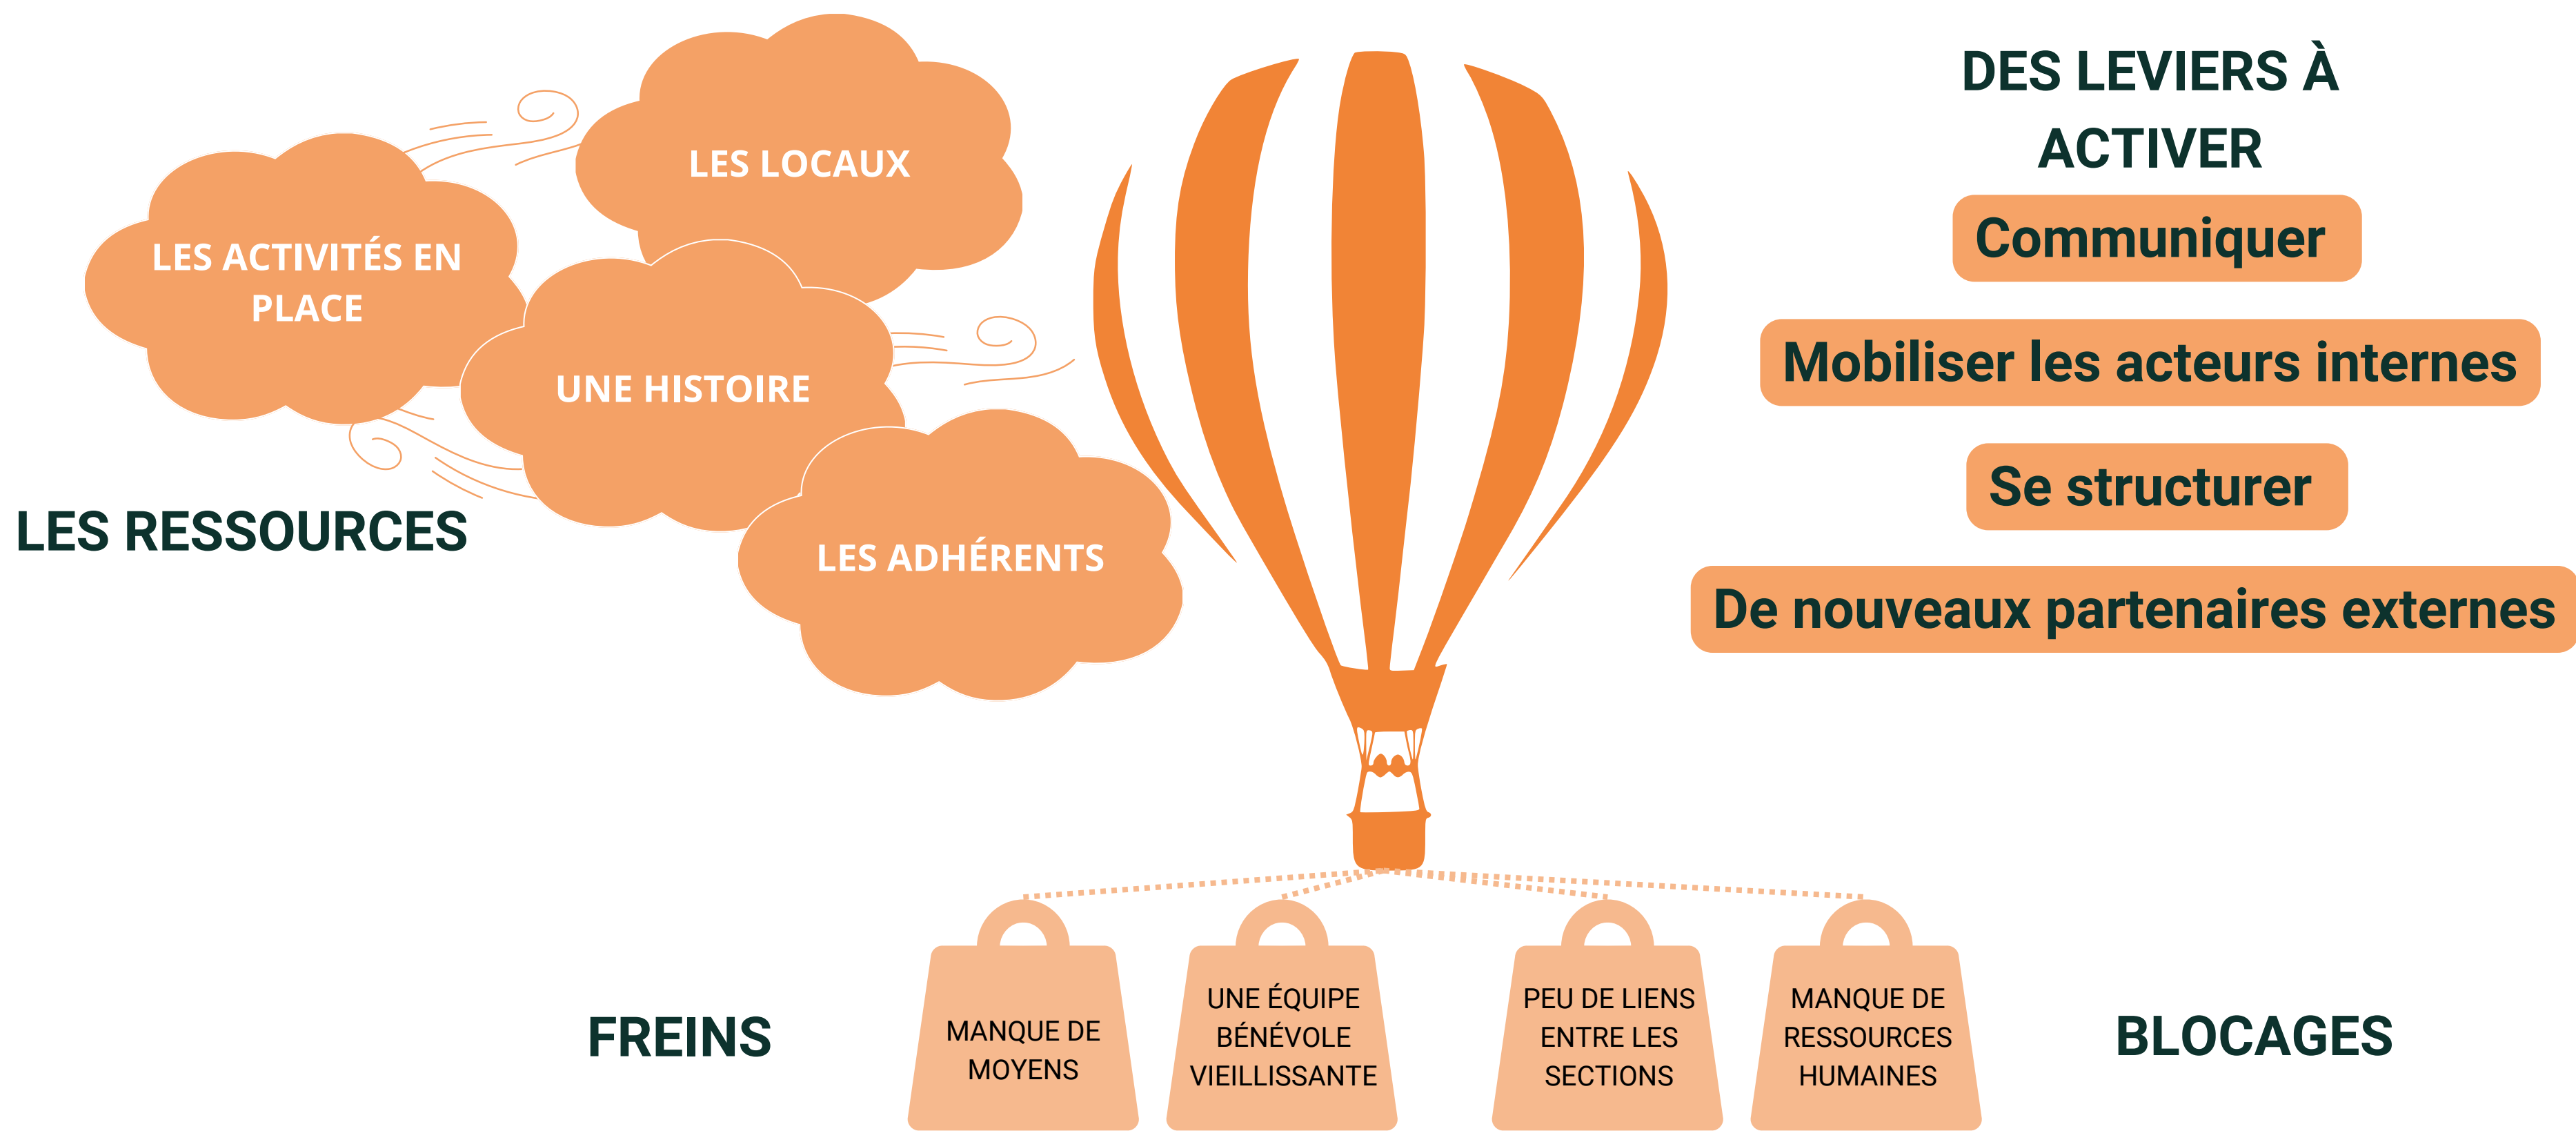 LES LOCAUX
LES ACTIVITÉS EN
PLACE
UNE HISTOIRE
LES ADHÉRENTS
LES RESSOURCES
DES LEVIERS À
ACTIVER
Communiquer
Mobiliser les acteurs internes
Se structurer
De nouveaux partenaires externes
FREINS
MANQUE DE
MOYENS
UNE ÉQUIPE
BÉNÉVOLE
VIEILLISSANTE
PEU DE LIENS
ENTRE LES
SECTIONS
MANQUE DE
RESSOURCES
HUMAINES
BLOCAGES